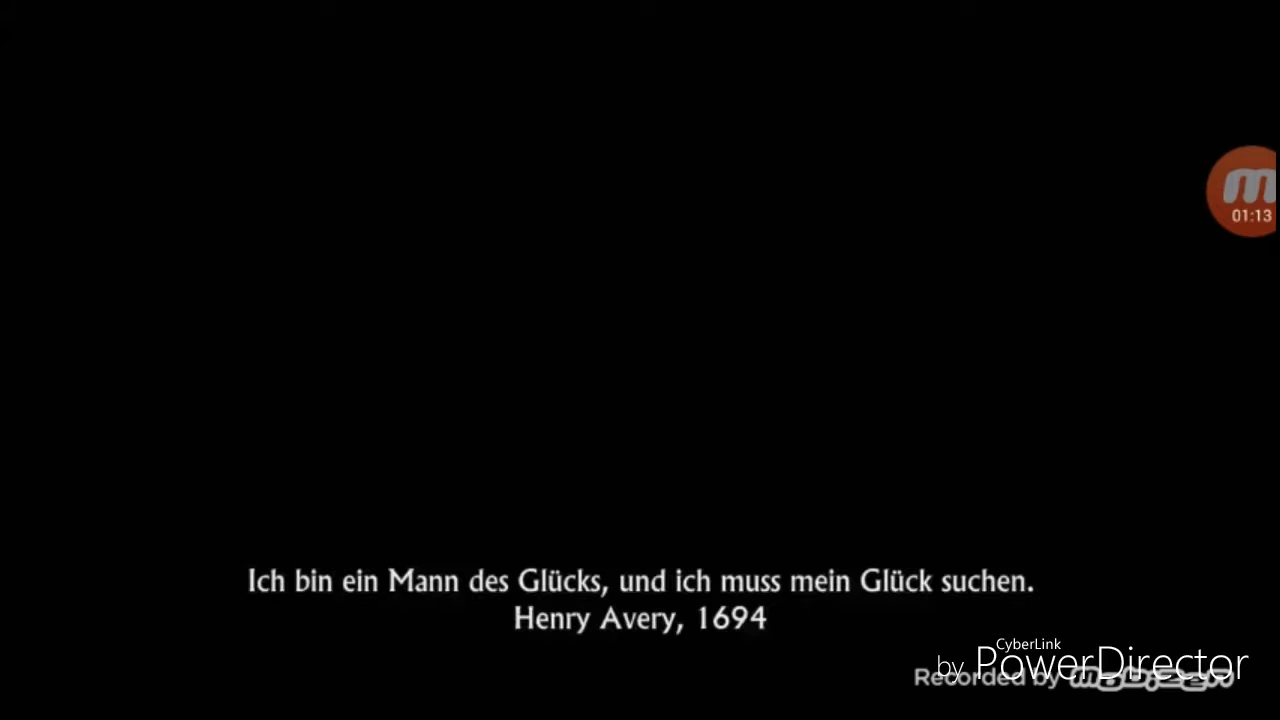 m
01:13
Ich bin ein Mann des Glücks, und ich muss mein Glück suchen.
Henry Avery, 1694
CyberLink
by PowerDirector
Recorded by mobizen